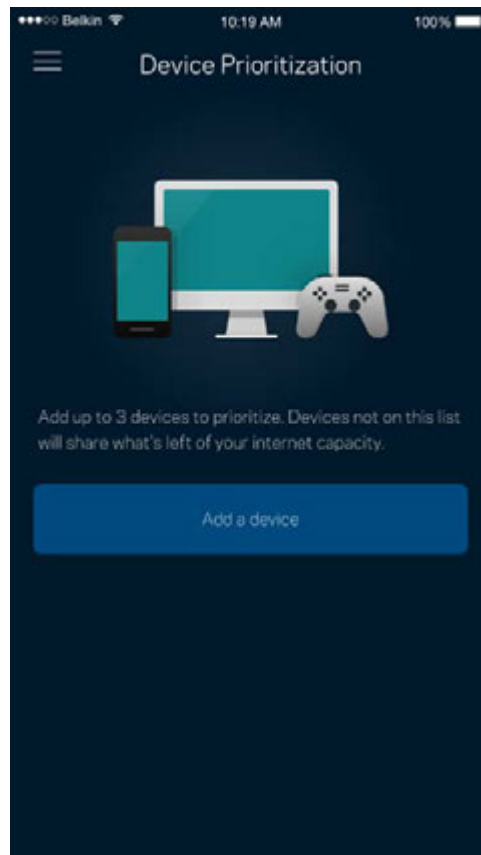 Belkin 10:19 AM 100%
Device Prioritization
Add up to 3 devices to prioritize. Devices not on this list
will share what's left of your internet capacity.
Add a device